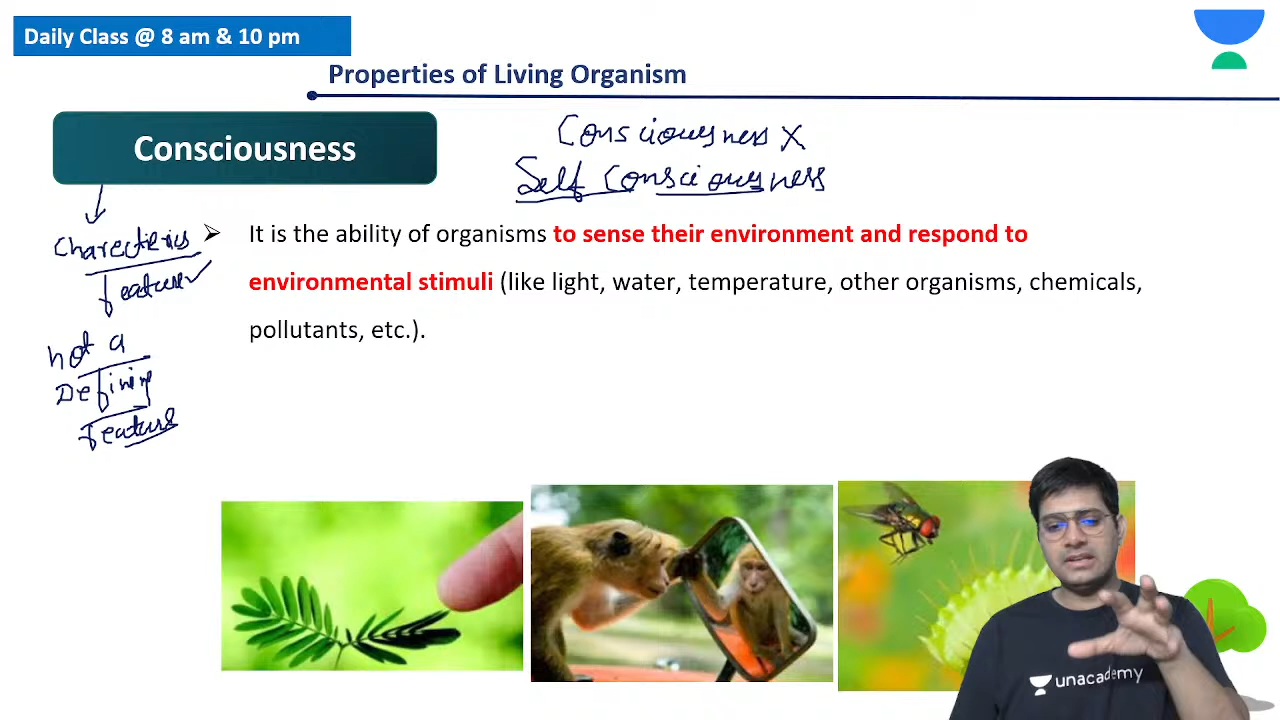 Daily Class @ 8 am & 10 pm
Properties of Living Organism
Consciousness
Consciousness X
Self Consciousness
Charecterics
feature ✓
not a
Defining
feature
➢ It is the ability of organisms to sense their environment and respond to
environmental stimuli (like light, water, temperature, other organisms, chemicals,
pollutants, etc.).
unacademy